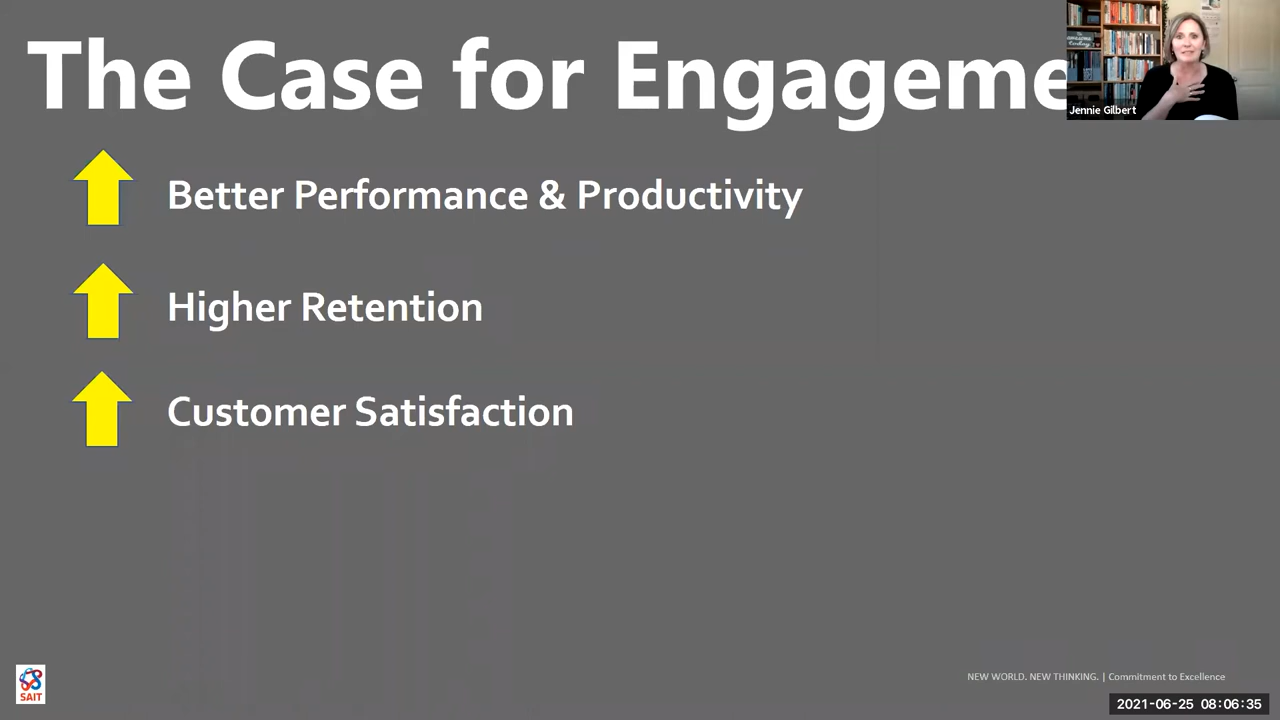 The Case for Engageme
Jennie Gilbert
Better Performance & Productivity
Higher Retention
Customer Satisfaction
SAIT
NEW WORLD. NEW THINKING. | Commitment to Excellence
2021-06-25 08:06:35